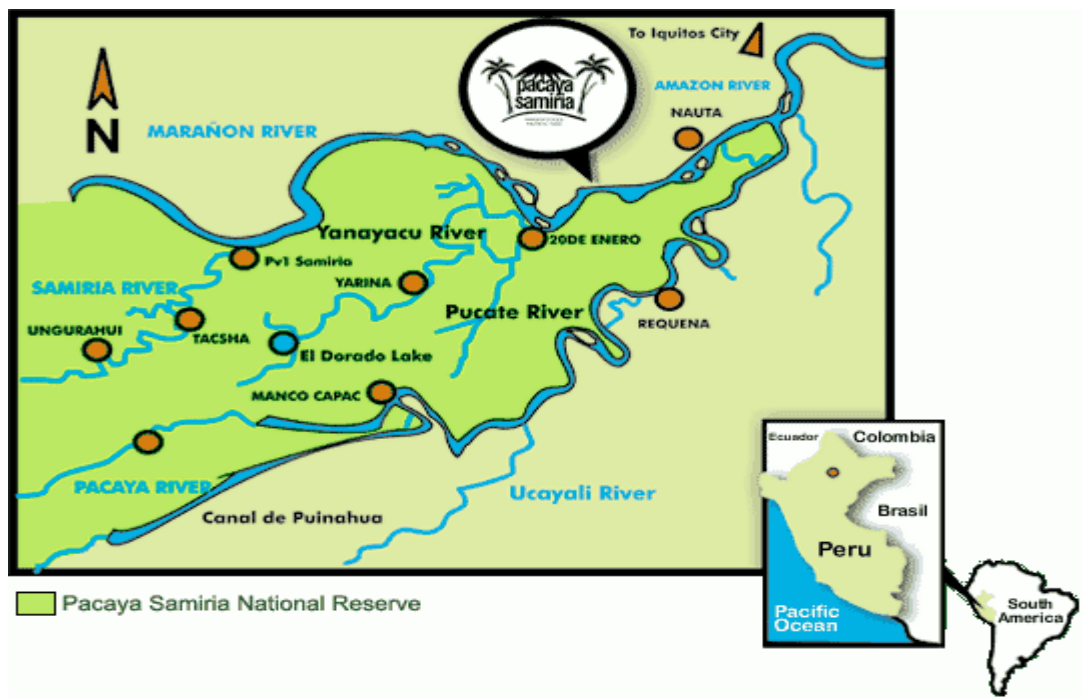 To Iquitos City
pacaya
samiria
AMAZON RIVER
NAUTA
N
MARAÑON RIVER
Yanayacu River
20DE ENERO
Pv1 Samiria
SAMIRIA RIVER
YARINA
Pucate River
REQUENA
UNGURAHUI
TACSHA
El Dorado Lake
MANCO CAPAC
PACAYA RIVER
Ucayali River
Canal de Puinahua
Ecuador
Colombia
Brasil
Peru
Pacific
Ocean
South
America
Pacaya Samiria National Reserve